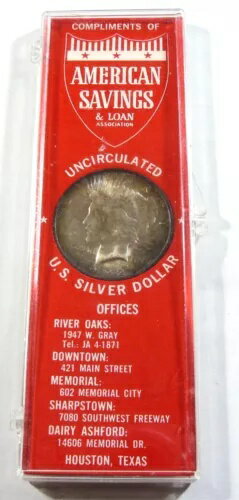 COMPLIMENTS OF
AMERICAN
SAVINGS
& LOAN
ASSOCIATION
UNCIRCULATED
U.S. SILVER DOLLAR
OFFICES
RIVER OAKS:
1947 W. GRAY
TEL: JA 4-1871
DOWNTOWN:
421 MAIN STREET
MEMORIAL:
602 MEMORIAL CITY
SHARPSTOWN:
7080 SOUTHWEST FREEWAY
DAIRY ASHFORD:
14606 MEMORIAL DR.
HOUSTON, TEXAS